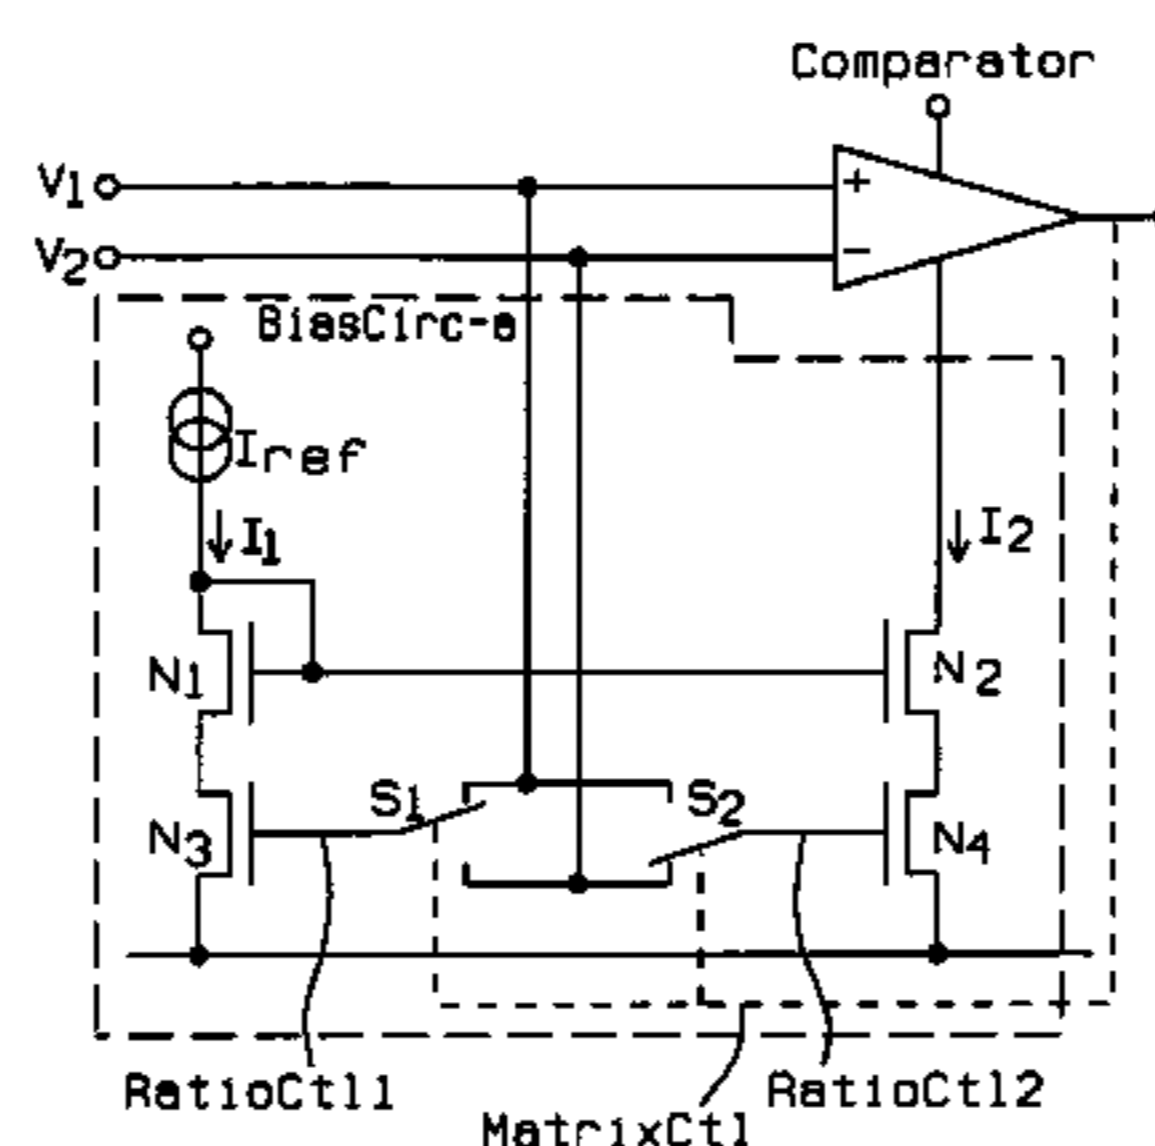 Comparator
V1
+
V2
−
BiasCirc-a
Iref
I1
I2
N1
N2
S1
S2
N3
N4
RatioCtl1
RatioCtl2
MatrixCtl